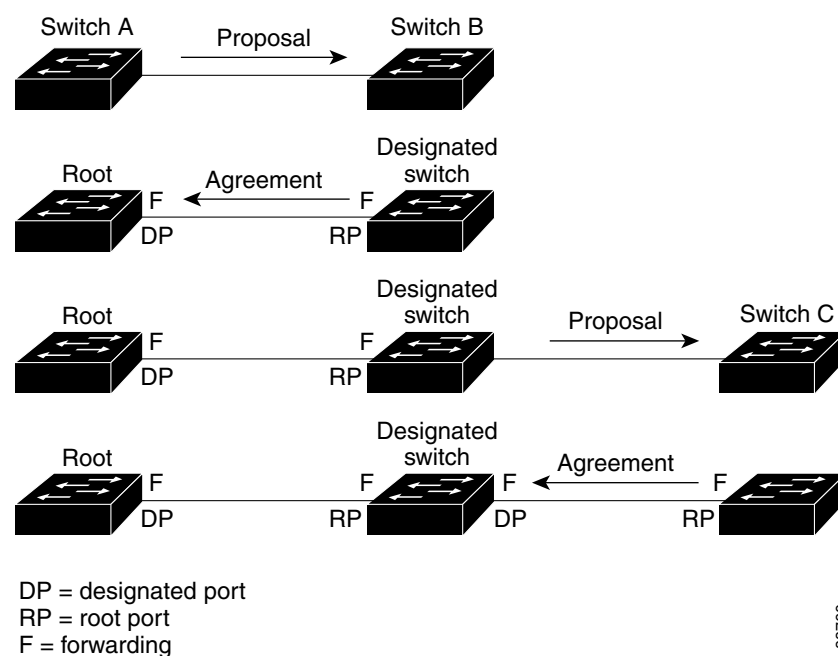 Switch A
Proposal
Switch B
Root
F
Agreement
F
Designated
switch
DP
RP
Root
F
F
Designated
switch
Proposal
Switch C
DP
RP
Root
F
F
Designated
switch
F
Agreement
F
DP
RP
DP
RP
DP = designated port
RP = root port
F = forwarding